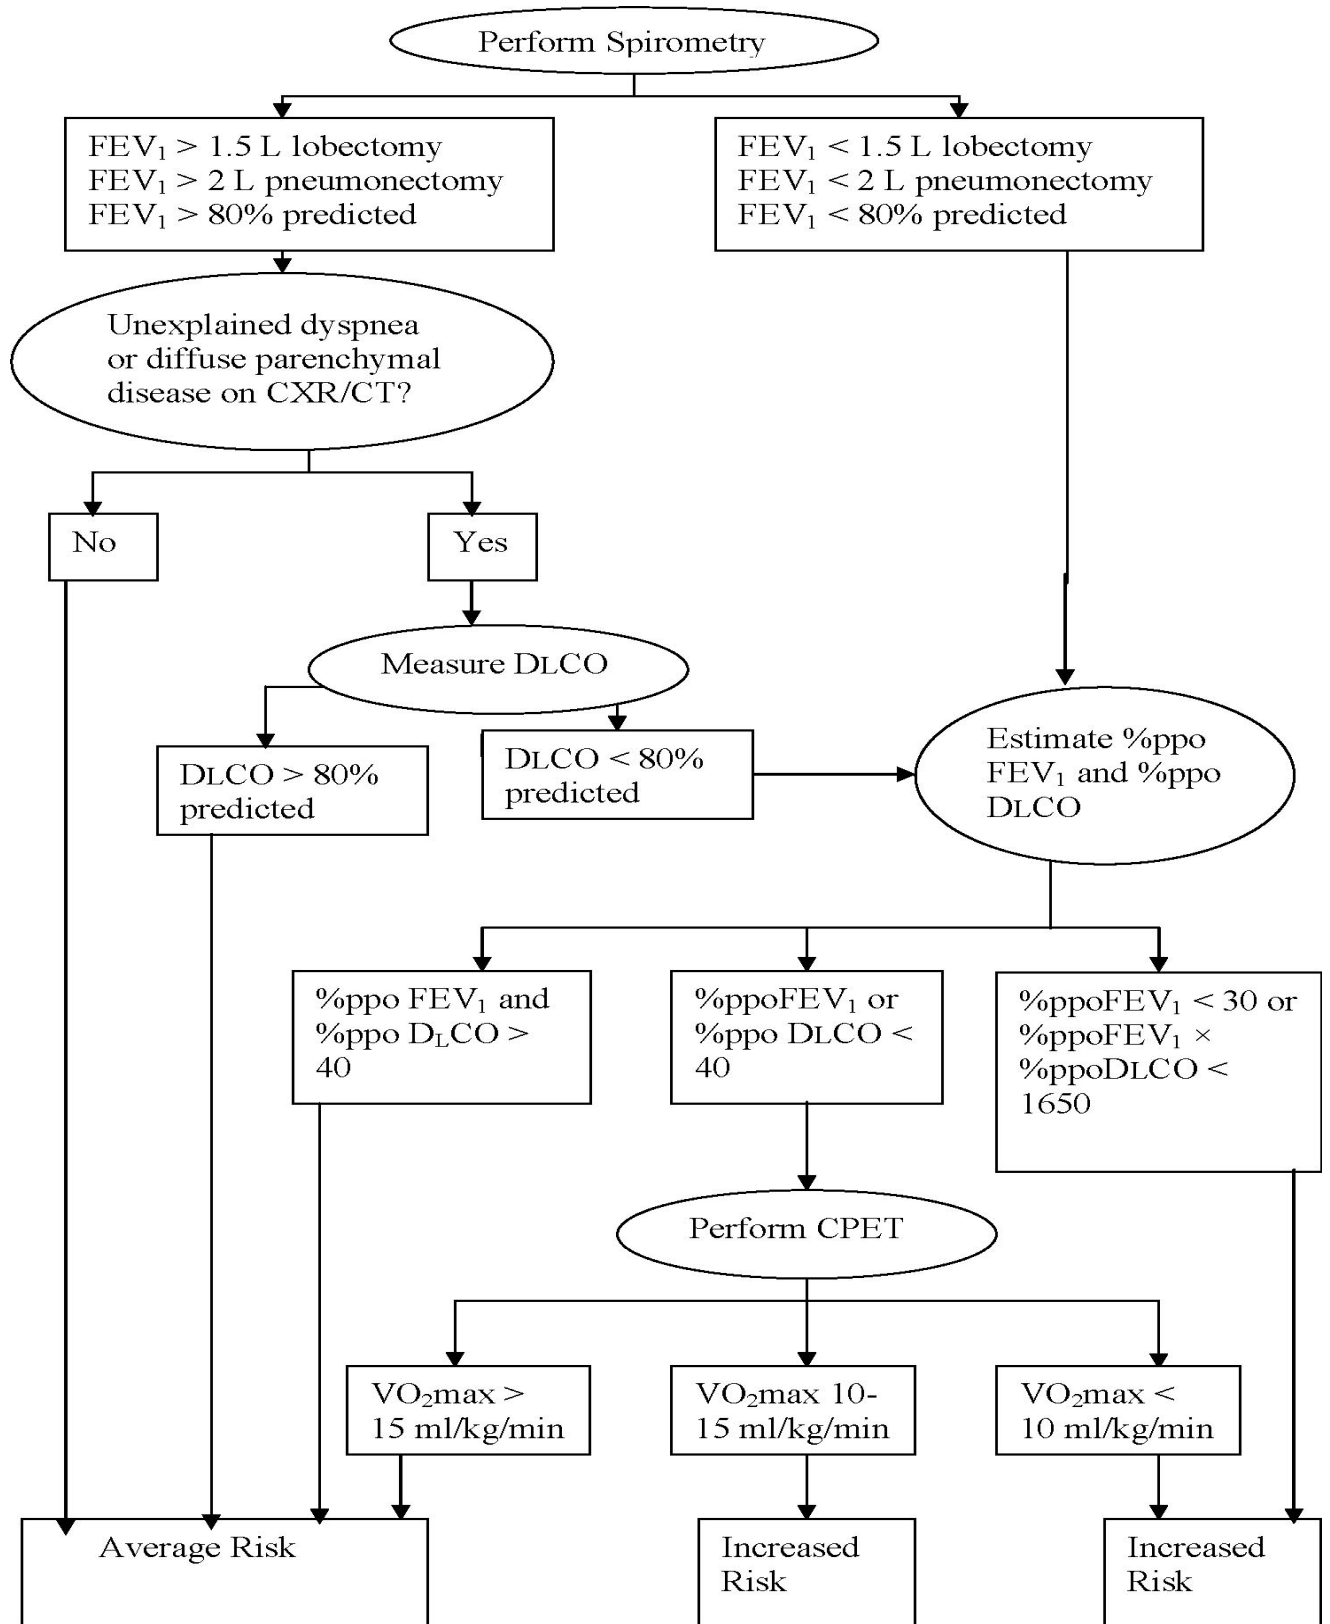 Perform Spirometry
FEV₁ > 1.5 L lobectomy
FEV₁ > 2 L pneumonectomy
FEV₁ > 80% predicted
FEV₁ < 1.5 L lobectomy
FEV₁ < 2 L pneumonectomy
FEV₁ < 80% predicted
Unexplained dyspnea
or diffuse parenchymal
disease on CXR/CT?
No
Yes
Measure DLCO
DLCO > 80%
predicted
DLCO < 80%
predicted
Estimate %ppo
FEV₁ and %ppo
DLCO
%ppo FEV₁ and
%ppo DLCO >
40
%ppoFEV₁ or
%ppo DLCO <
40
%ppoFEV₁ < 30 or
%ppoFEV₁ ×
%ppoDLCO <
1650
Perform CPET
VO₂max >
15 ml/kg/min
VO₂max 10-
15 ml/kg/min
VO₂max <
10 ml/kg/min
Average Risk
Increased
Risk
Increased
Risk